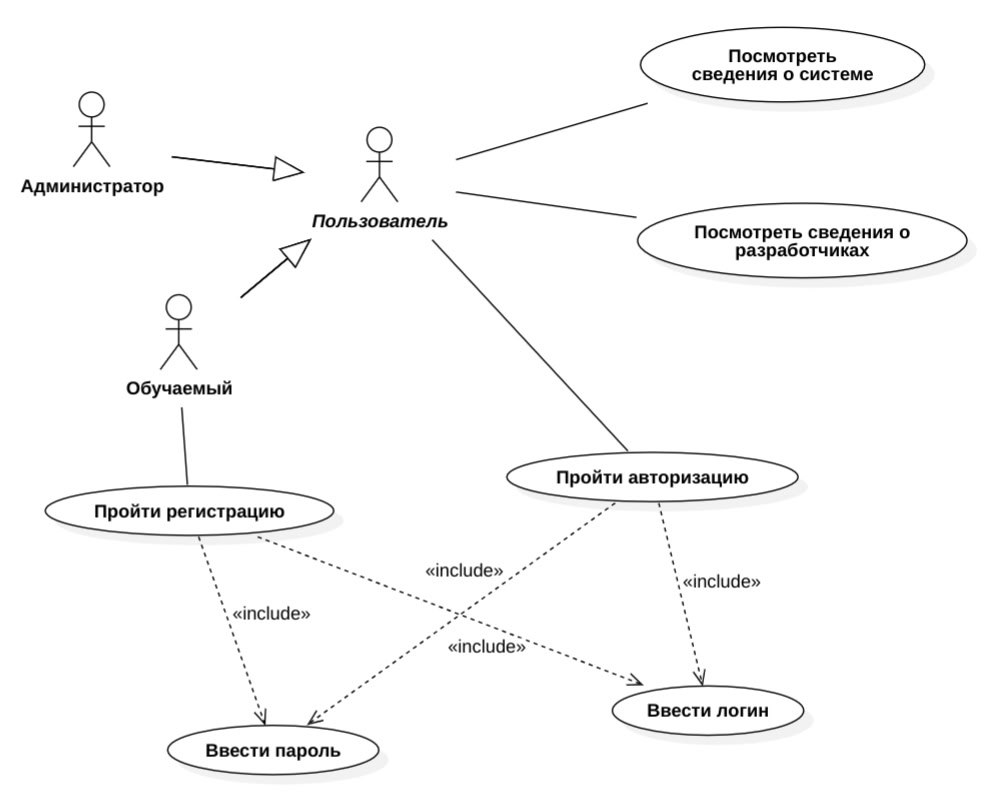 Посмотреть
сведения о системе
Администратор
Пользователь
Посмотреть сведения о
разработчиках
Обучаемый
Пройти авторизацию
Пройти регистрацию
«include»
«include»
«include»
«include»
Ввести логин
Ввести пароль